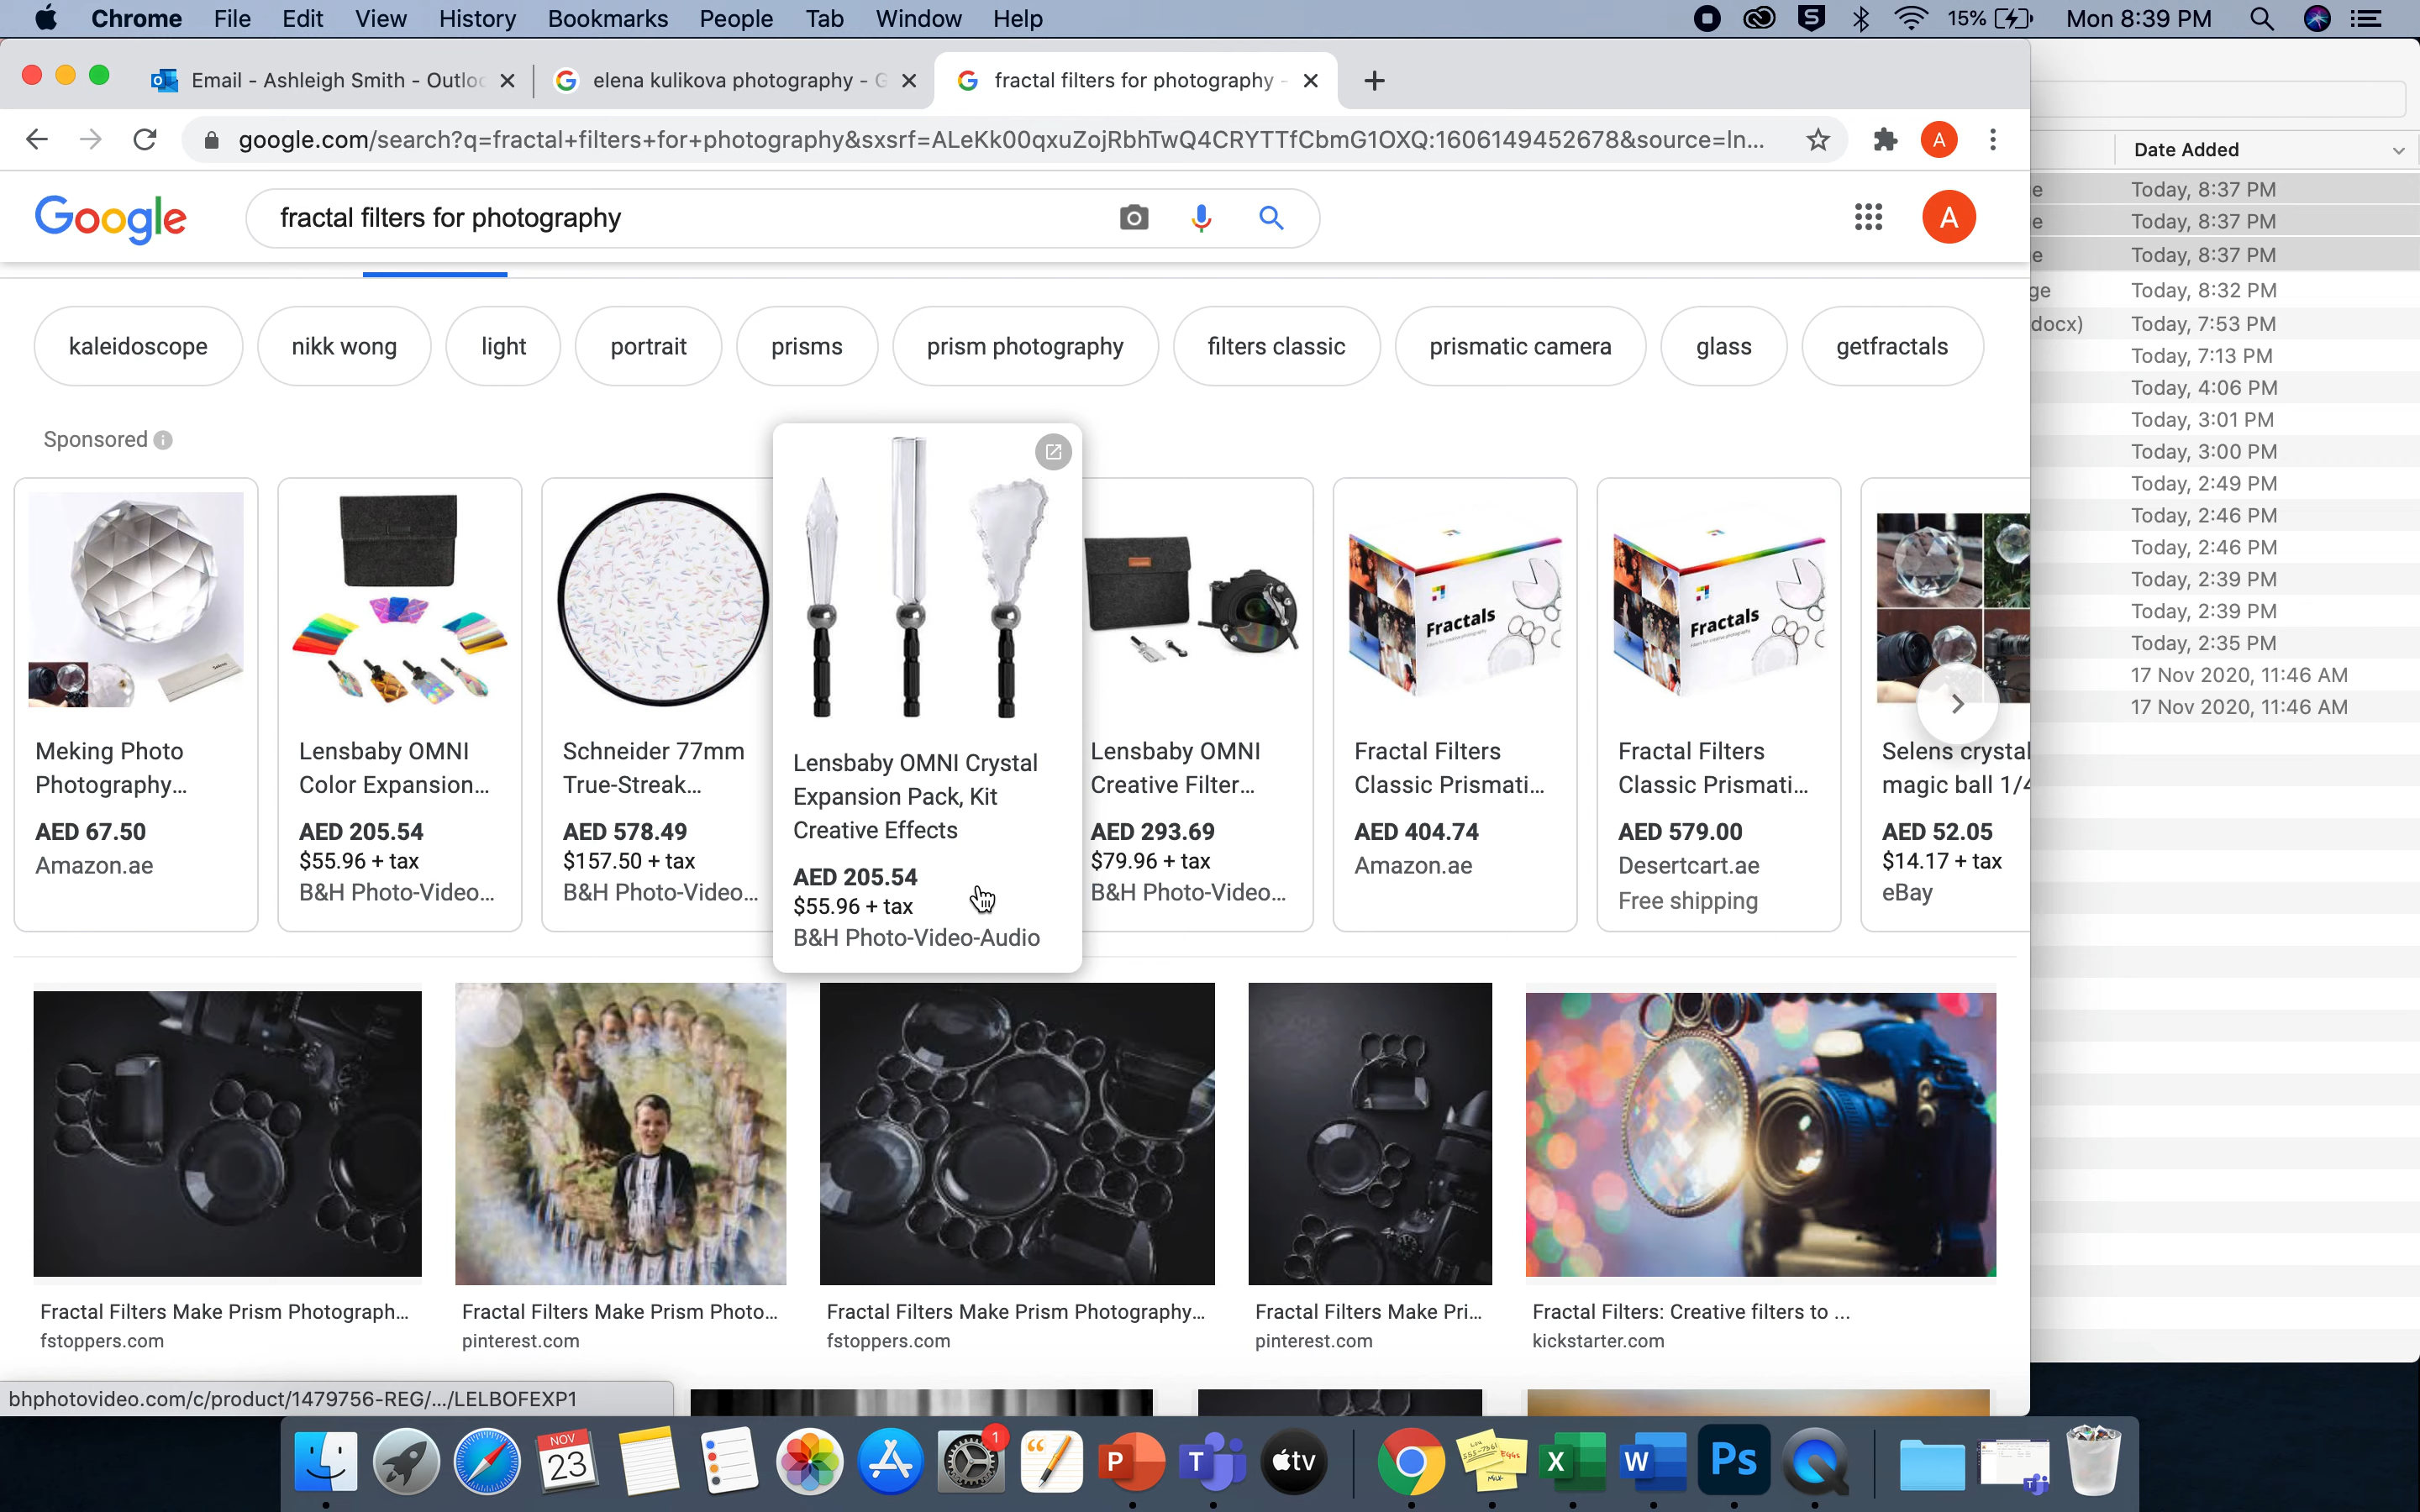 Chrome File Edit View History Bookmarks People Tab Window Help
15% Mon 8:39 PM
Email - Ashleigh Smith - Outlo
elena kulikova photography - G
fractal filters for photography -
google.com/search?q=fractal+filters+for+photography&sxsrf=ALeKk00qxuZojRbhTwQ4CRYTTfCbmG1OXQ:1606149452678&source=ln...
A
Google
fractal filters for photography
A
kaleidoscope
nikk wong
light
portrait
prisms
prism photography
filters classic
prismatic camera
glass
getfractals
Sponsored
Meking Photo
Photography...
AED 67.50
Amazon.ae
Lensbaby OMNI
Color Expansion...
AED 205.54
$55.96 + tax
B&H Photo-Video...
Schneider 77mm
True-Streak...
AED 578.49
$157.50 + tax
B&H Photo-Video...
Lensbaby OMNI Crystal
Expansion Pack, Kit
Creative Effects
AED 205.54
$55.96 + tax
B&H Photo-Video-Audio
Lensbaby OMNI
Creative Filter...
AED 293.69
$79.96 + tax
B&H Photo-Video...
Fractals
Fractal Filters
Classic Prismati...
AED 404.74
Amazon.ae
Fractals
Fractal Filters
Classic Prismati...
AED 579.00
Desertcart.ae
Free shipping
Selens crystal
magic ball 1/4
AED 52.05
$14.17 + tax
eBay
Fractal Filters Make Prism Photograph...
fstoppers.com
Fractal Filters Make Prism Photo...
pinterest.com
Fractal Filters Make Prism Photography...
fstoppers.com
Fractal Filters Make Pri...
pinterest.com
Fractal Filters: Creative filters to ...
kickstarter.com
bhphotovideo.com/c/product/1479756-REG/.../LELBOFEXP1
Date Added
e Today, 8:37 PM
e Today, 8:37 PM
e Today, 8:37 PM
ge Today, 8:32 PM
docx) Today, 7:53 PM
Today, 7:13 PM
Today, 4:06 PM
Today, 3:01 PM
Today, 3:00 PM
Today, 2:49 PM
Today, 2:46 PM
Today, 2:46 PM
Today, 2:39 PM
Today, 2:39 PM
Today, 2:35 PM
17 Nov 2020, 11:46 AM
17 Nov 2020, 11:46 AM
NOV
23
1
P
T
tv
X
W
Ps